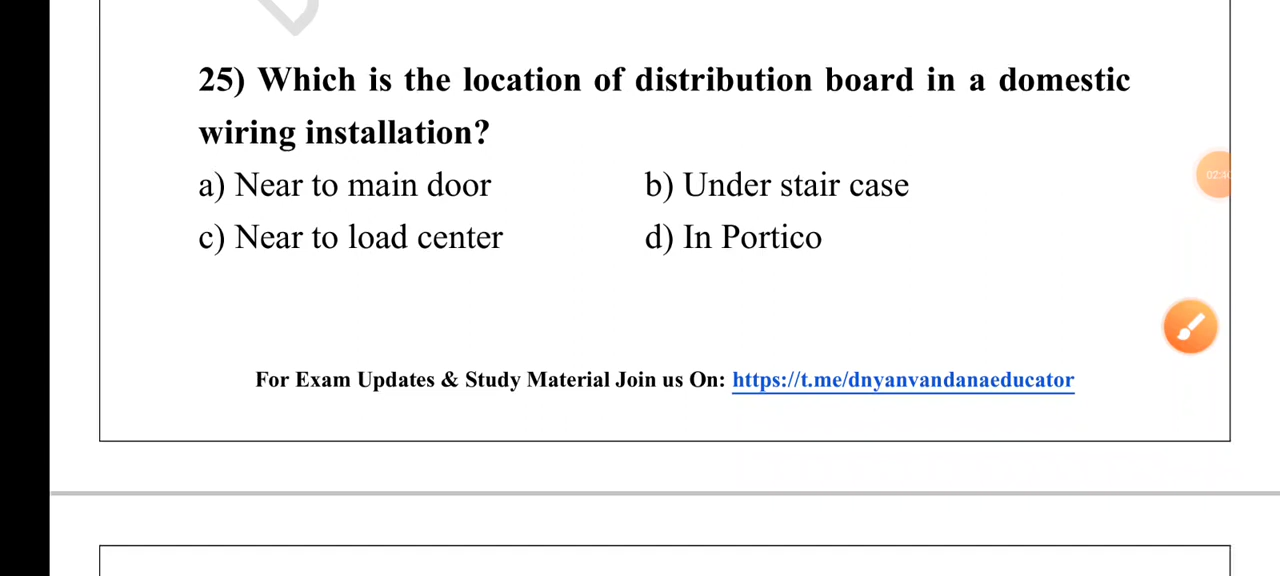 25) Which is the location of distribution board in a domestic
wiring installation?
a) Near to main door b) Under stair case
c) Near to load center d) In Portico
For Exam Updates & Study Material Join us On: https://t.me/dnyanvandanaeducator